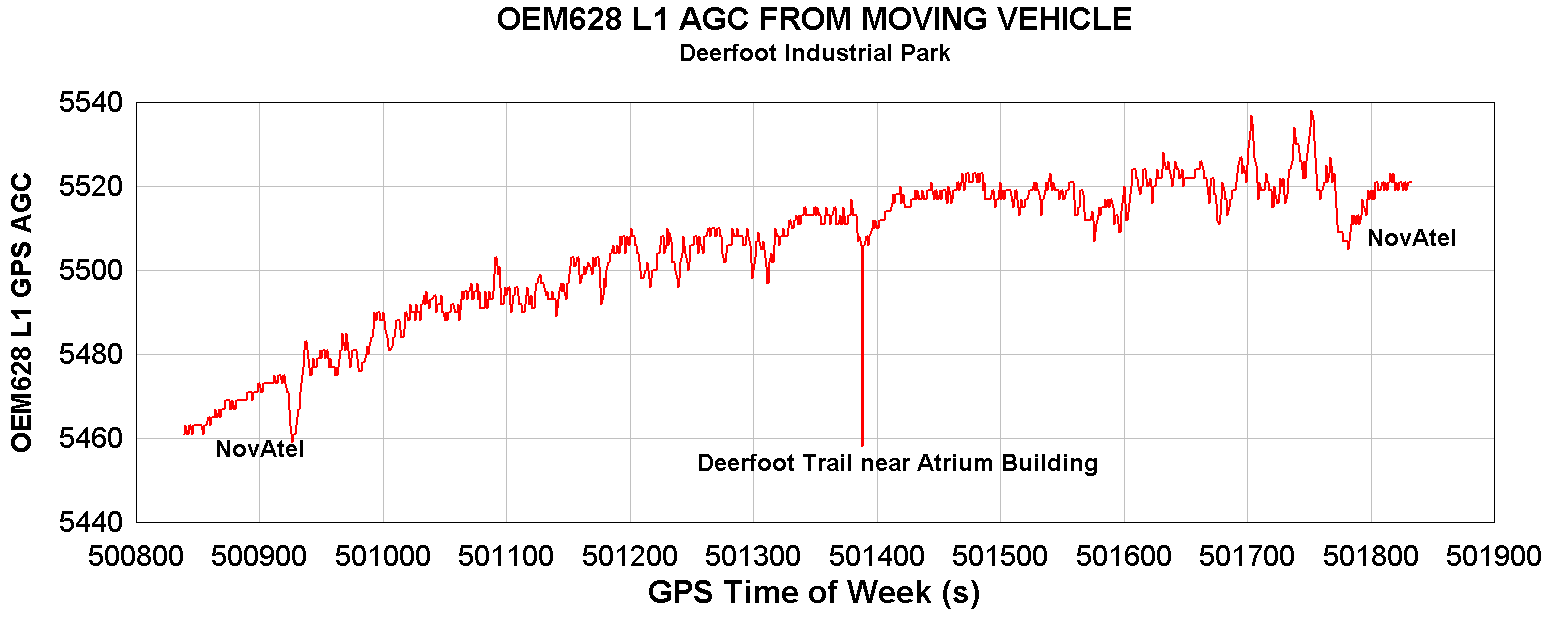 OEM628 L1 AGC FROM MOVING VEHICLE
Deerfoot Industrial Park
OEM628 L1 GPS AGC
5540
5520
5500
5480
5460
5440
NovAtel
NovAtel
Deerfoot Trail near Atrium Building
500800 500900 501000 501100 501200 501300 501400 501500 501600 501700 501800 501900
GPS Time of Week (s)